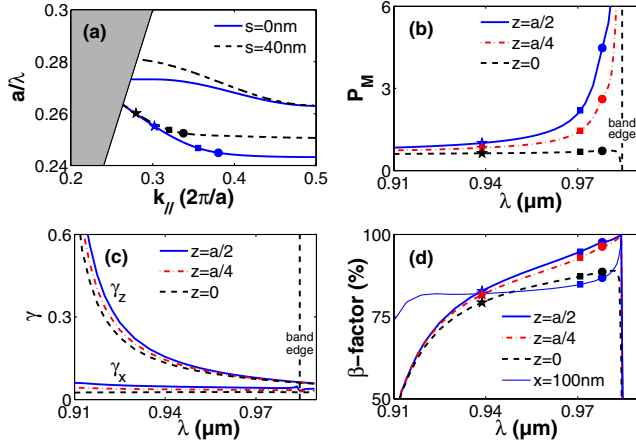 (a)
s=0nm
s=40nm
a/λ
0.28
0.26
0.24
0.2
0.3
0.4
0.5
k// (2π/a)
(b)
z=a/2
z=a/4
z=0
P_M
6
3
0
band
edge
0.91
0.94
0.97
λ (μm)
(c)
z=a/2
z=a/4
z=0
γ
0.6
0.3
0
γz
γx
band
edge
0.91
0.94
0.97
λ (μm)
(d)
z=a/2
z=a/4
z=0
x=100nm
β-factor (%)
100
75
50
0.91
0.94
0.97
λ (μm)